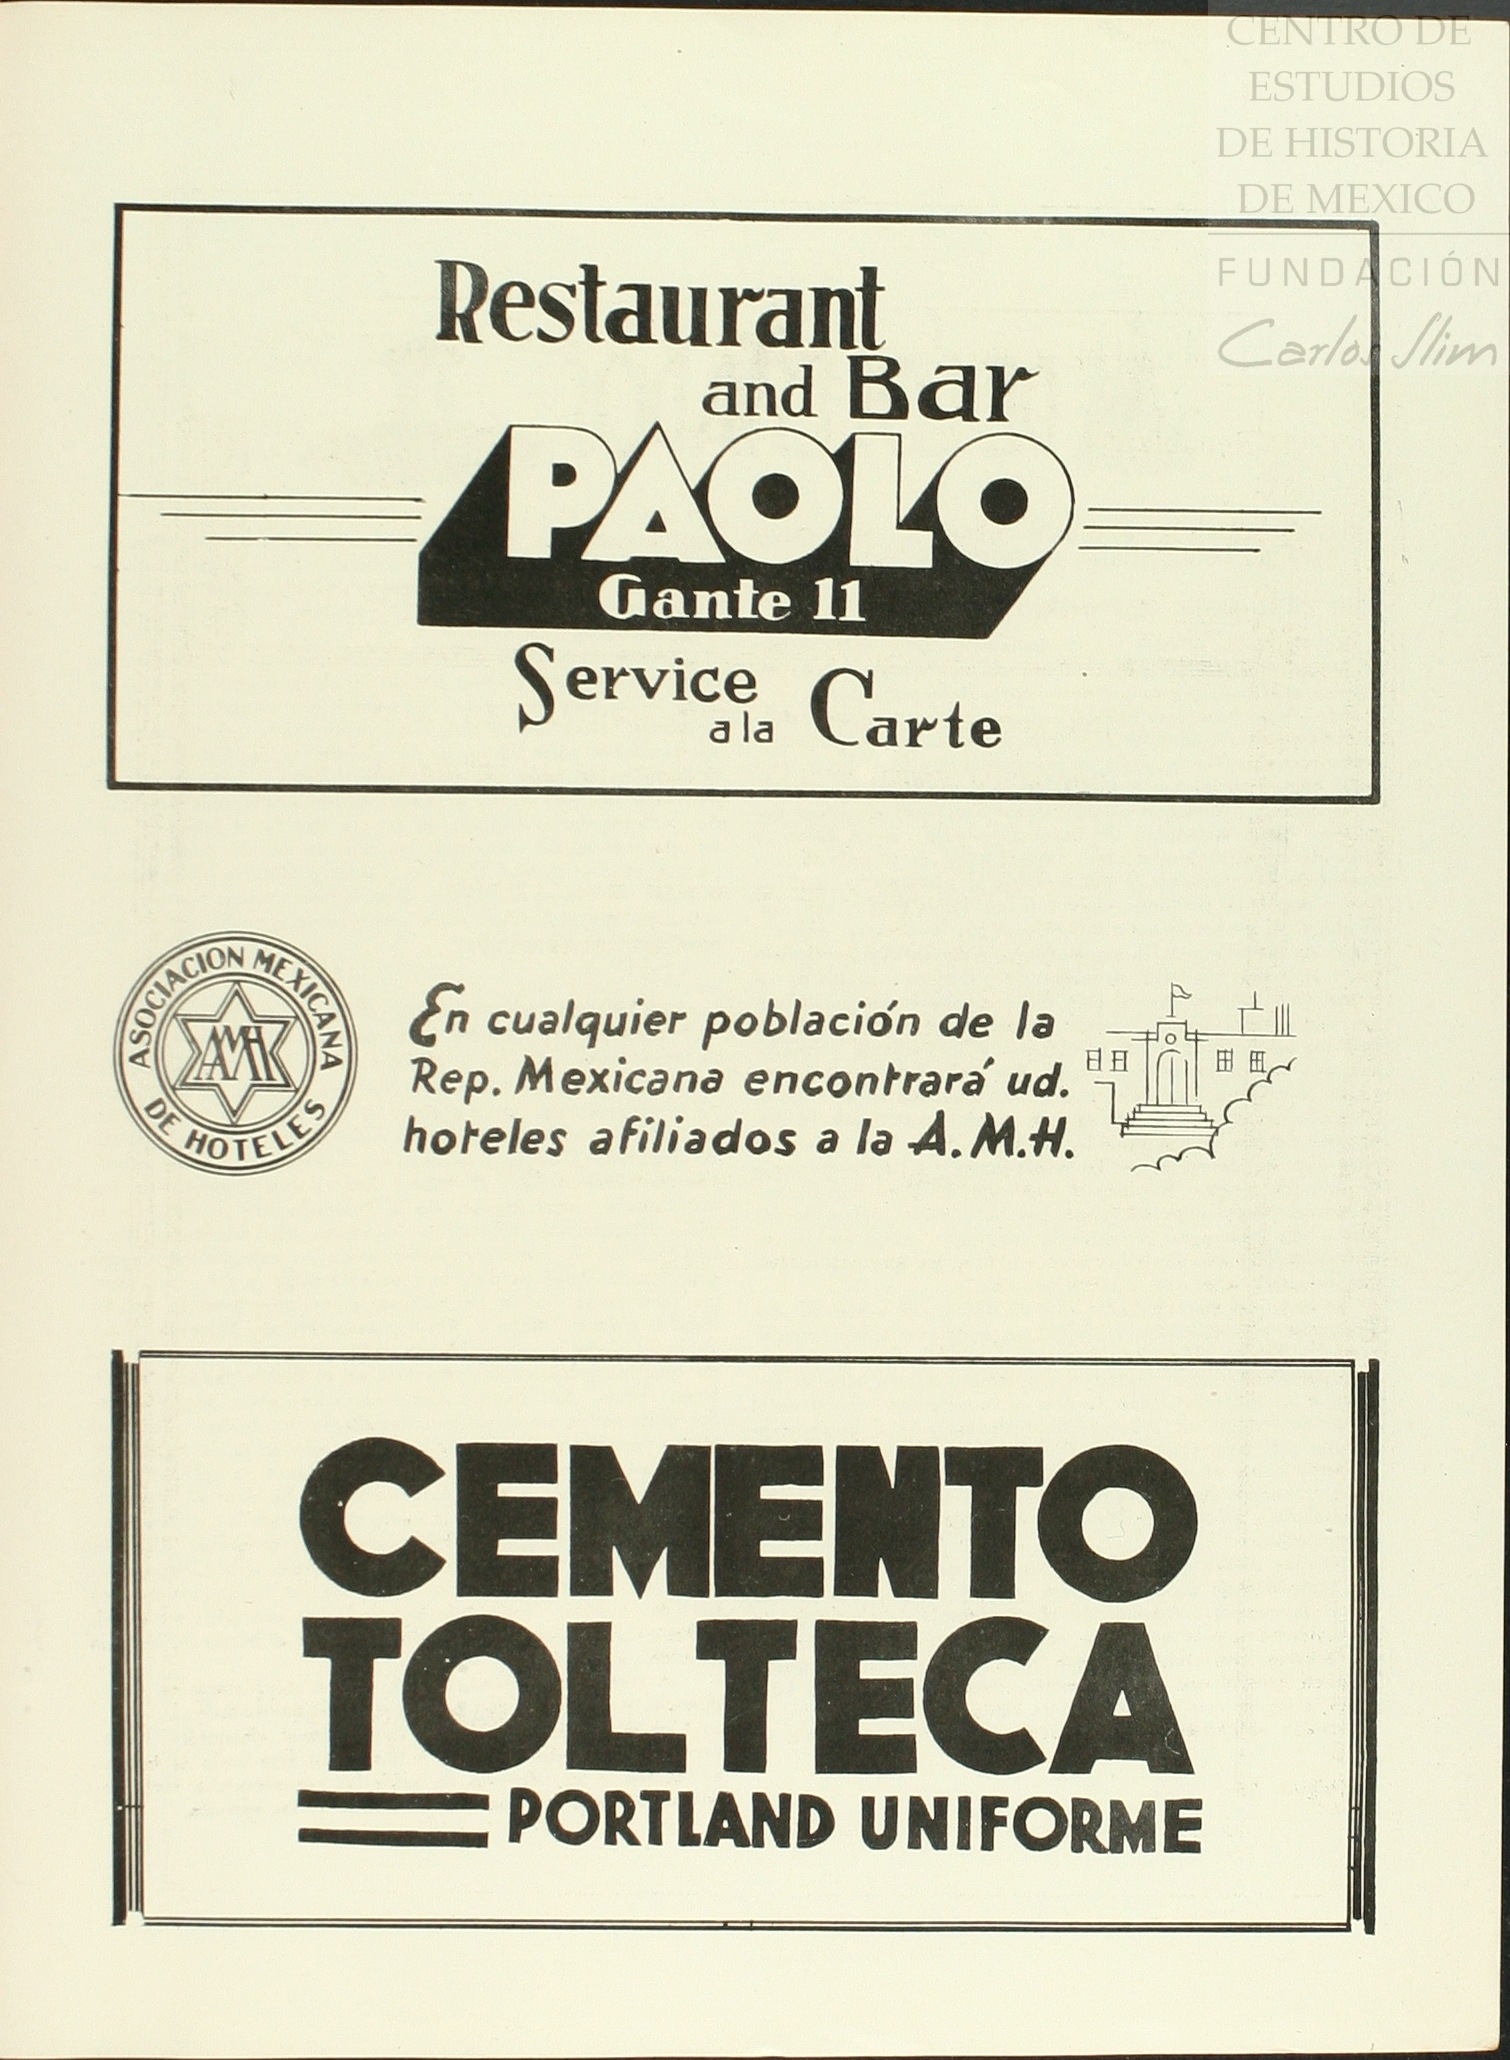 CENTRO DE
ESTUDIOS
DE HISTORIA
DE MEXICO
FUNDACIÓN
Carlos Slim
Restaurant
and Bar
PAOLO
Gante 11
Service
a la Carte
ASOCIACION MEXICANA
DE HOTELES
AMH
En cualquier población de la
Rep. Mexicana encontrará ud.
hoteles afiliados a la A.M.H.
CEMENTO
TOLTECA
PORTLAND UNIFORME